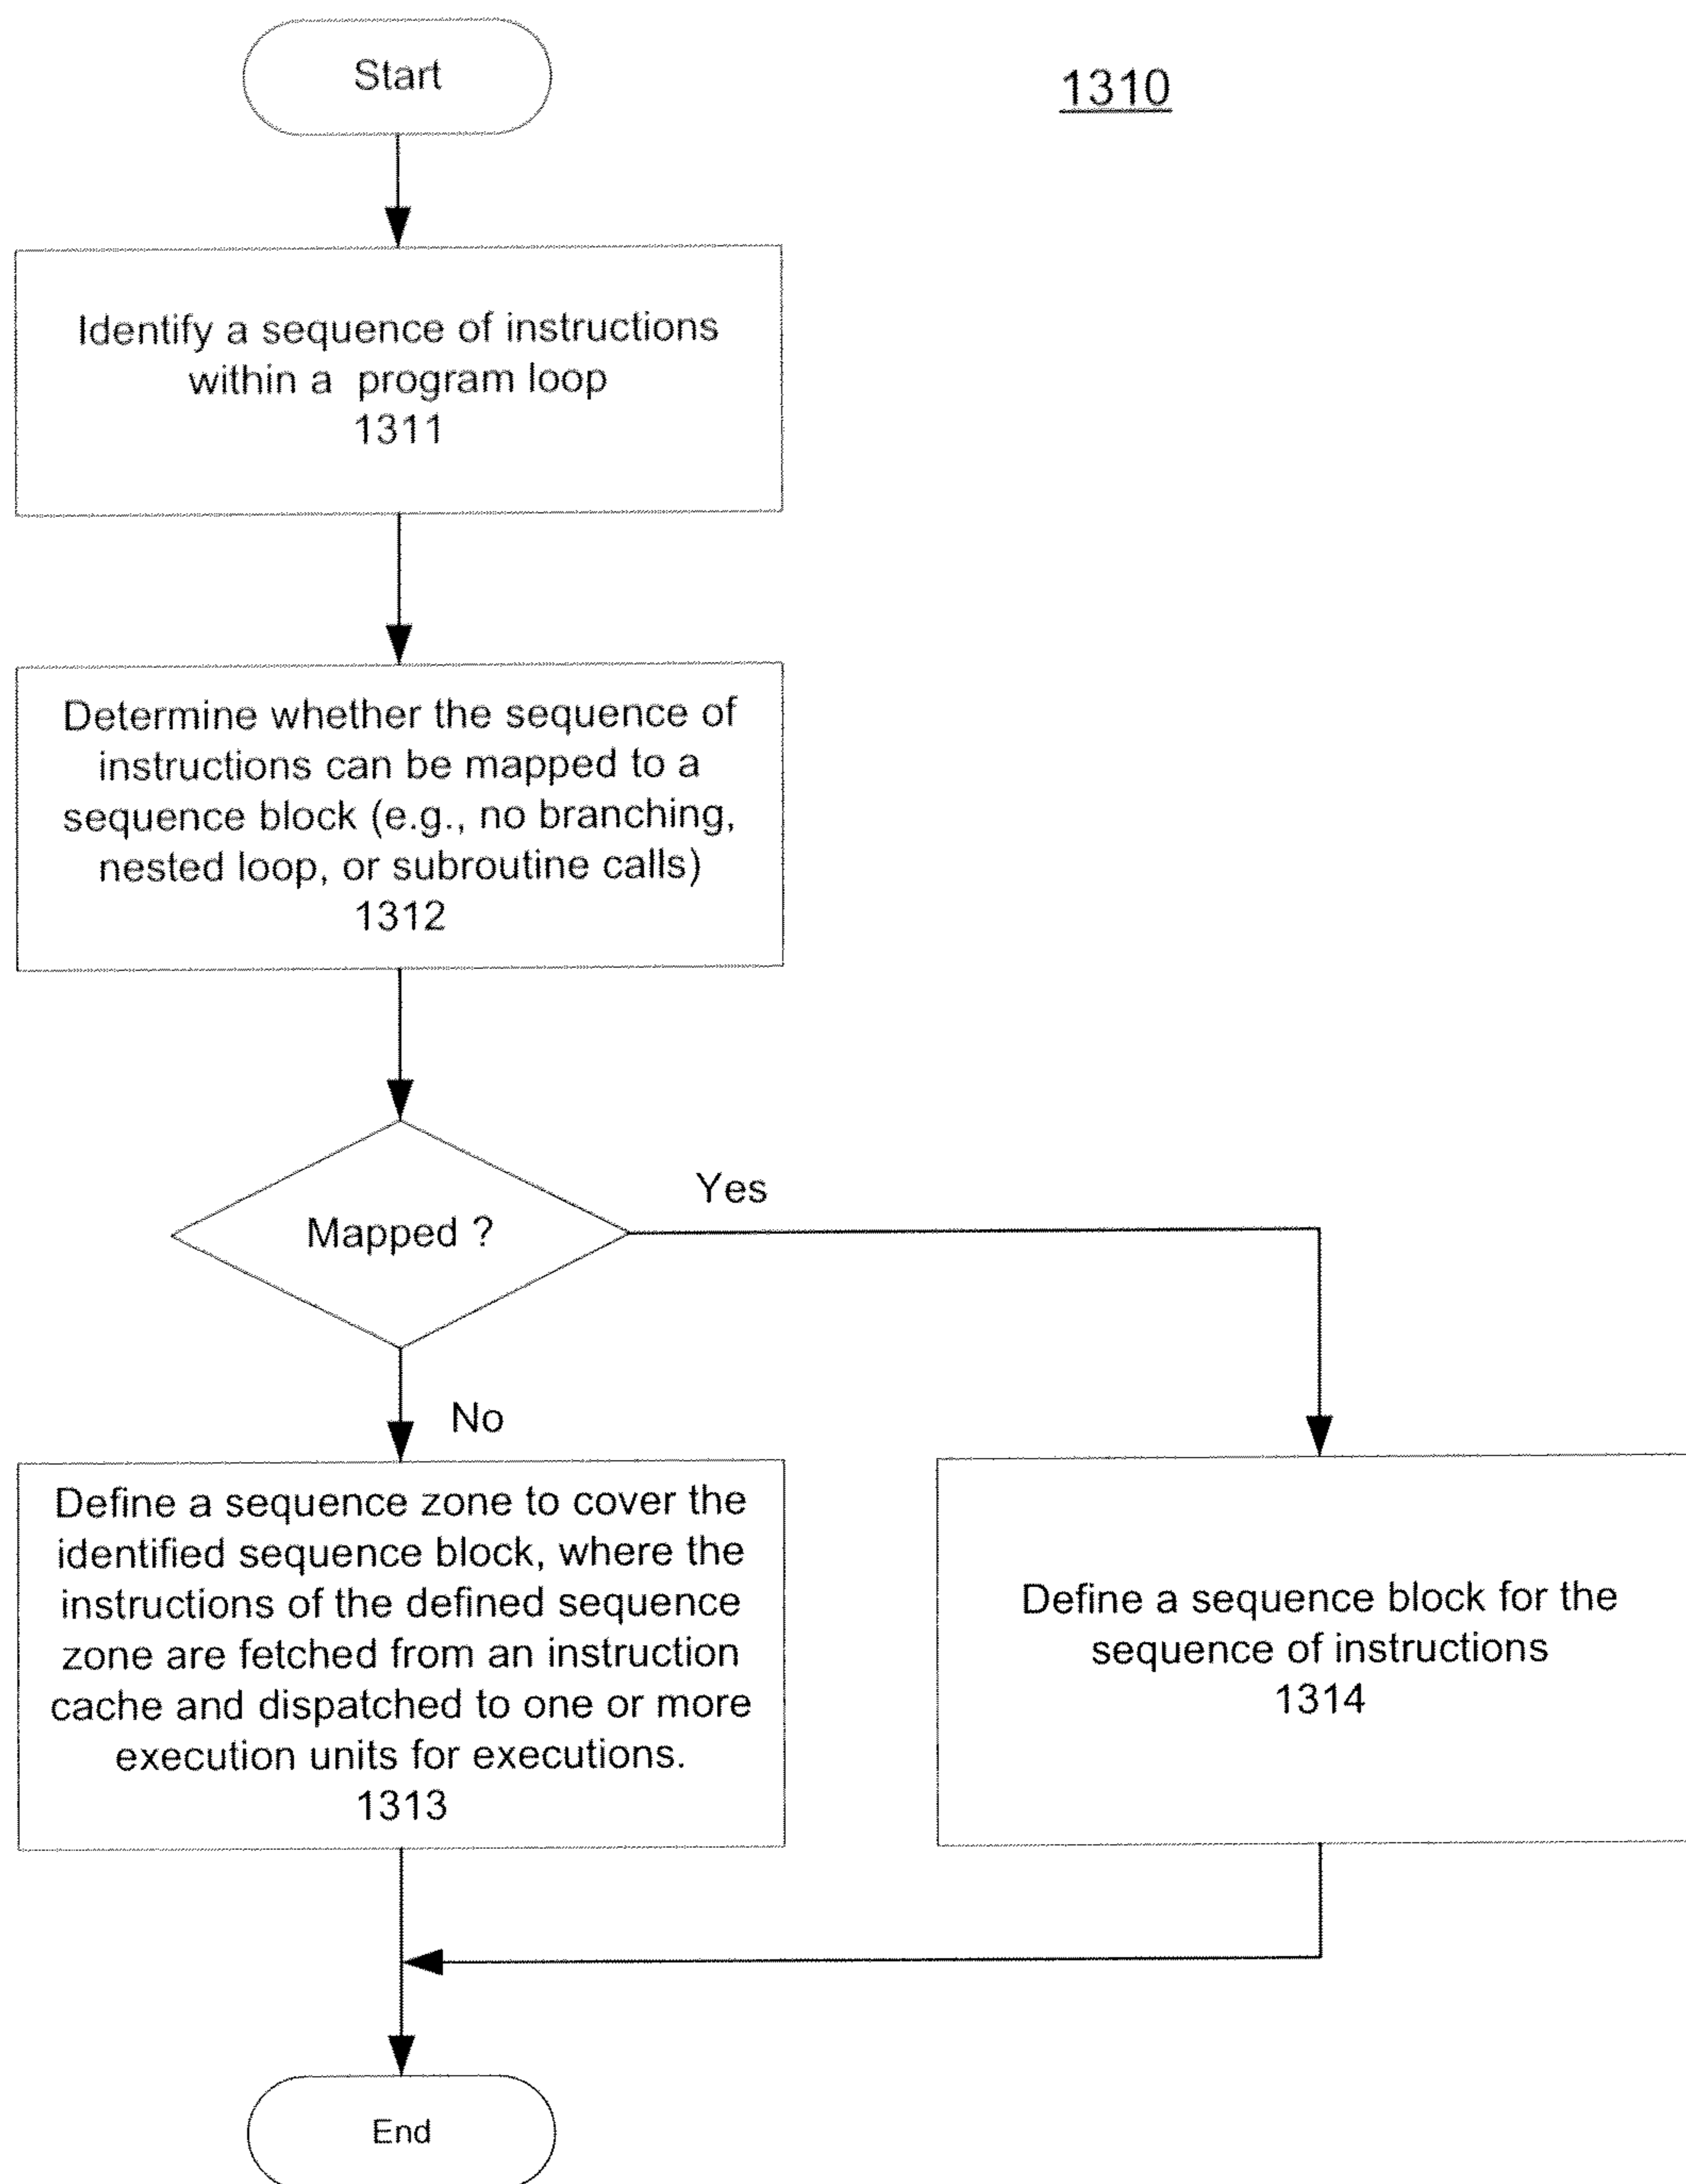 Start
1310
Identify a sequence of instructions
within a program loop
1311
Determine whether the sequence of
instructions can be mapped to a
sequence block (e.g., no branching,
nested loop, or subroutine calls)
1312
Mapped ?
Yes
No
Define a sequence zone to cover the
identified sequence block, where the
instructions of the defined sequence
zone are fetched from an instruction
cache and dispatched to one or more
execution units for executions.
1313
Define a sequence block for the
sequence of instructions
1314
End